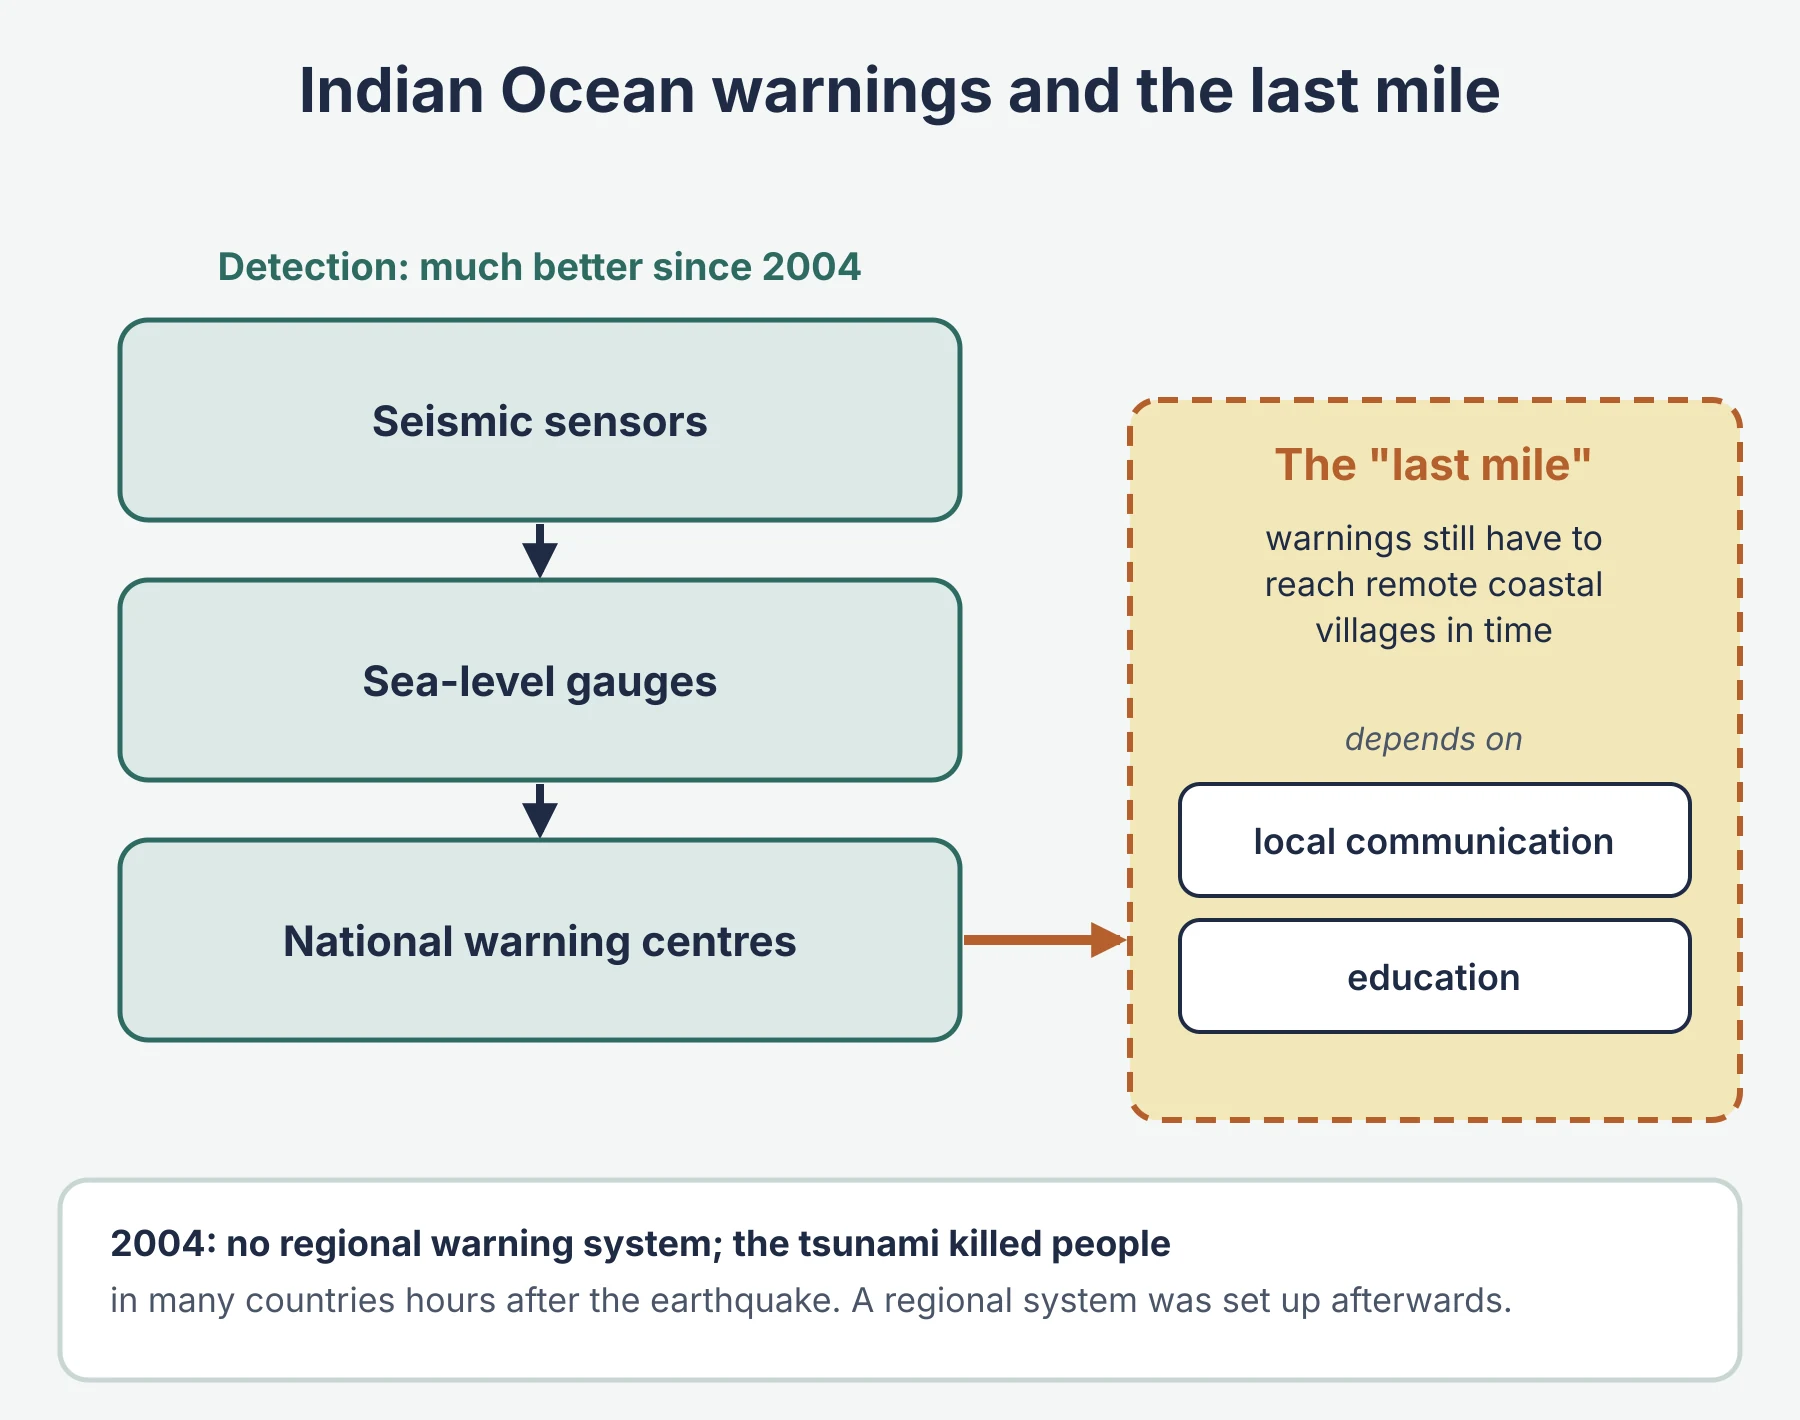 Indian Ocean warnings and the last mile
Detection: much better since 2004
Seismic sensors
Sea-level gauges
National warning centres
The "last mile"
warnings still have to
reach remote coastal
villages in time
depends on
local communication
education
2004: no regional warning system; the tsunami killed people
in many countries hours after the earthquake. A regional system was set up afterwards.